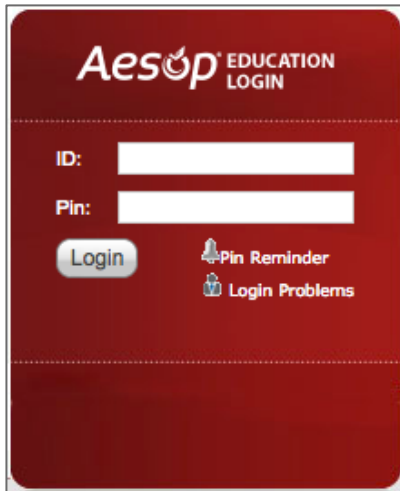 Aesop EDUCATION
LOGIN
ID:
Pin:
Login
Pin Reminder
Login Problems